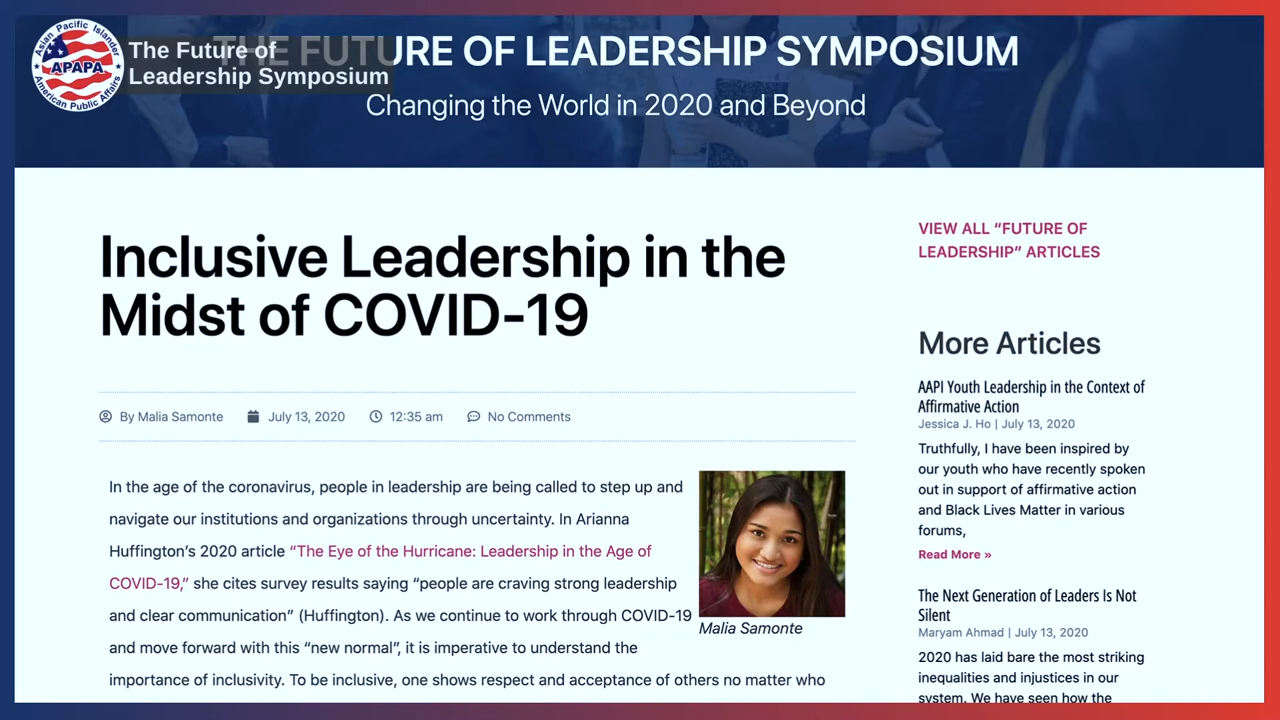 Asian Pacific Islander
APAPA
American Public Affairs
The Future of
Leadership Symposium
THE FUTURE OF LEADERSHIP SYMPOSIUM
Changing the World in 2020 and Beyond
Inclusive Leadership in the
Midst of COVID-19
By Malia Samonte July 13, 2020 12:35 am No Comments
In the age of the coronavirus, people in leadership are being called to step up and
navigate our institutions and organizations through uncertainty. In Arianna
Huffington’s 2020 article “The Eye of the Hurricane: Leadership in the Age of
COVID-19,” she cites survey results saying “people are craving strong leadership
and clear communication” (Huffington). As we continue to work through COVID-19
and move forward with this “new normal”, it is imperative to understand the
importance of inclusivity. To be inclusive, one shows respect and acceptance of others no matter who
Malia Samonte
VIEW ALL “FUTURE OF
LEADERSHIP” ARTICLES
More Articles
AAPI Youth Leadership in the Context of
Affirmative Action
Jessica J. Ho | July 13, 2020
Truthfully, I have been inspired by
our youth who have recently spoken
out in support of affirmative action
and Black Lives Matter in various
forums,
Read More »
The Next Generation of Leaders Is Not
Silent
Maryam Ahmad | July 13, 2020
2020 has laid bare the most striking
inequalities and injustices in our
system. We have seen how the